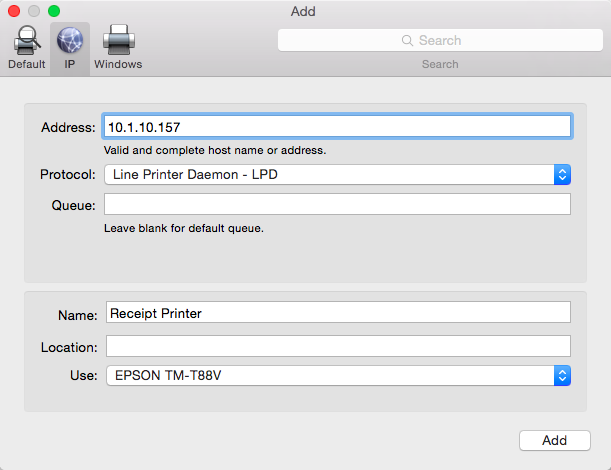 Add
Default IP Windows
Search
Search
Address: 10.1.10.157
Valid and complete host name or address.
Protocol: Line Printer Daemon - LPD
Queue:
Leave blank for default queue.
Name: Receipt Printer
Location:
Use: EPSON TM-T88V
Add